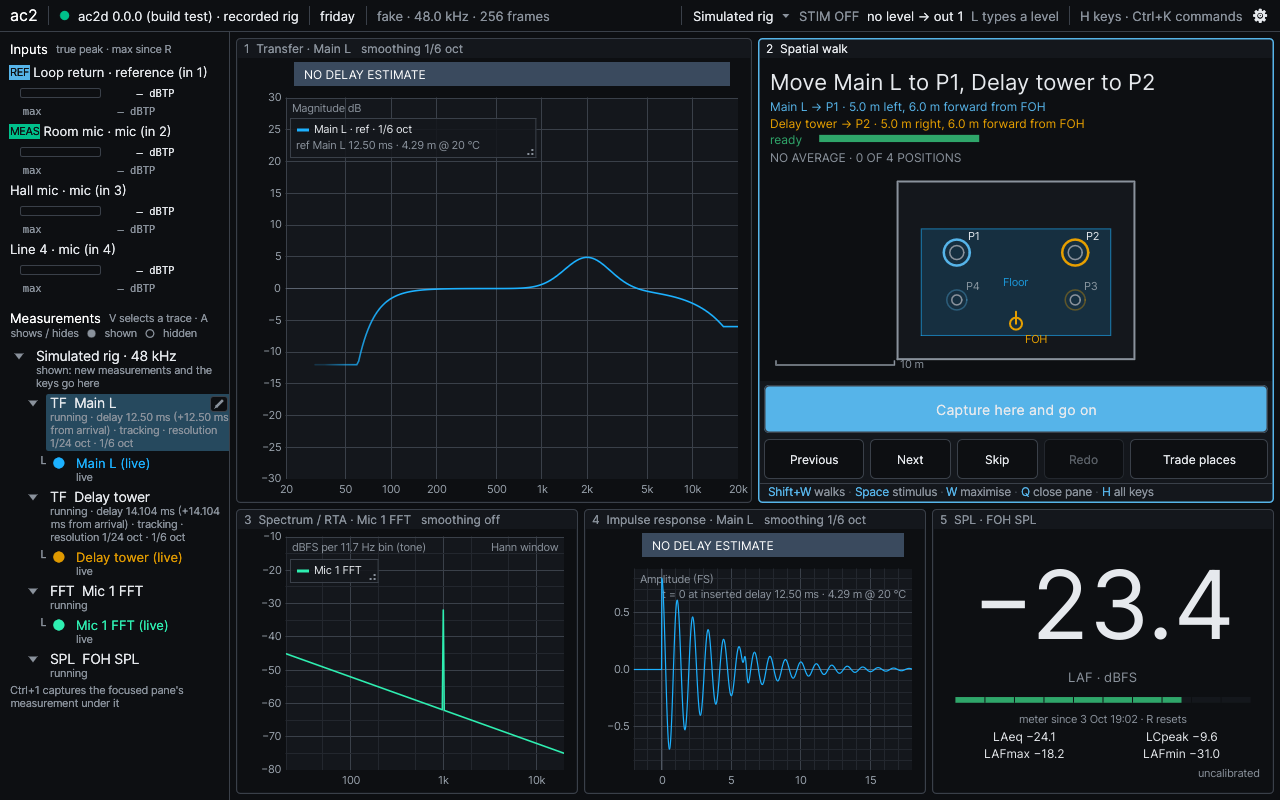 ac2
ac2d 0.0.0 (build test) · recorded rig
friday
fake · 48.0 kHz · 256 frames
Simulated rig
STIM OFF
no level → out 1
L types a level
H keys · Ctrl+K commands
Inputs
true peak · max since R
REF Loop return · reference (in 1)
– dBTP
max
– dBTP
MEAS Room mic · mic (in 2)
– dBTP
max
– dBTP
Hall mic · mic (in 3)
– dBTP
max
– dBTP
Line 4 · mic (in 4)
– dBTP
max
– dBTP
Measurements
V selects a trace · A
shows / hides
shown
hidden
Simulated rig · 48 kHz
shown: new measurements and the
keys go here
TF Main L
running · delay 12.50 ms (+12.50 ms
from arrival) · tracking · resolution
1/24 oct · 1/6 oct
Main L (live)
live
TF Delay tower
running · delay 14.104 ms (+14.104
ms from arrival) · tracking ·
resolution 1/24 oct · 1/6 oct
Delay tower (live)
live
FFT Mic 1 FFT
running
Mic 1 FFT (live)
live
SPL FOH SPL
running
Ctrl+1 captures the focused pane's
measurement under it
1 Transfer · Main L smoothing 1/6 oct
NO DELAY ESTIMATE
Magnitude dB
Main L · ref · 1/6 oct
ref Main L 12.50 ms · 4.29 m @ 20 °C
30
25
20
15
10
5
0
−5
−10
−15
−20
−25
−30
20
50
100
200
500
1k
2k
5k
10k
20k
2 Spatial walk
Move Main L to P1, Delay tower to P2
Main L → P1 · 5.0 m left, 6.0 m forward from FOH
Delay tower → P2 · 5.0 m right, 6.0 m forward from FOH
ready
NO AVERAGE · 0 OF 4 POSITIONS
P1
P2
P4
P3
Floor
FOH
10 m
Capture here and go on
Previous
Next
Skip
Redo
Trade places
Shift+W walks · Space stimulus · W maximise · Q close pane · H all keys
3 Spectrum / RTA · Mic 1 FFT smoothing off
dBFS per 11.7 Hz bin (tone)
Hann window
Mic 1 FFT
−10
−20
−30
−40
−50
−60
−70
−80
100
1k
10k
4 Impulse response · Main L smoothing 1/6 oct
NO DELAY ESTIMATE
Amplitude (FS)
t = 0 at inserted delay 12.50 ms · 4.29 m @ 20 °C
0.5
0.0
−0.5
0
5
10
15
5 SPL · FOH SPL
−23.4
LAF · dBFS
meter since 3 Oct 19:02 · R resets
LAeq −24.1
LCpeak −9.6
LAFmax −18.2
LAFmin −31.0
uncalibrated